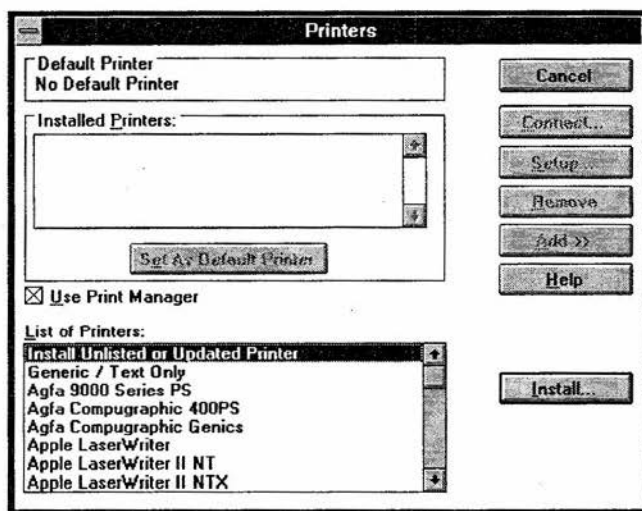 Printers
Default Printer
No Default Printer
Cancel
Installed Printers:
Connect...
Setup...
Remove
Add >>
Set As Default Printer
Help
Use Print Manager
List of Printers:
Install Unlisted or Updated Printer
Generic / Text Only
Agfa 9000 Series PS
Agfa Compugraphic 400PS
Agfa Compugraphic Genics
Apple LaserWriter
Apple LaserWriter II NT
Apple LaserWriter II NTX
Install...